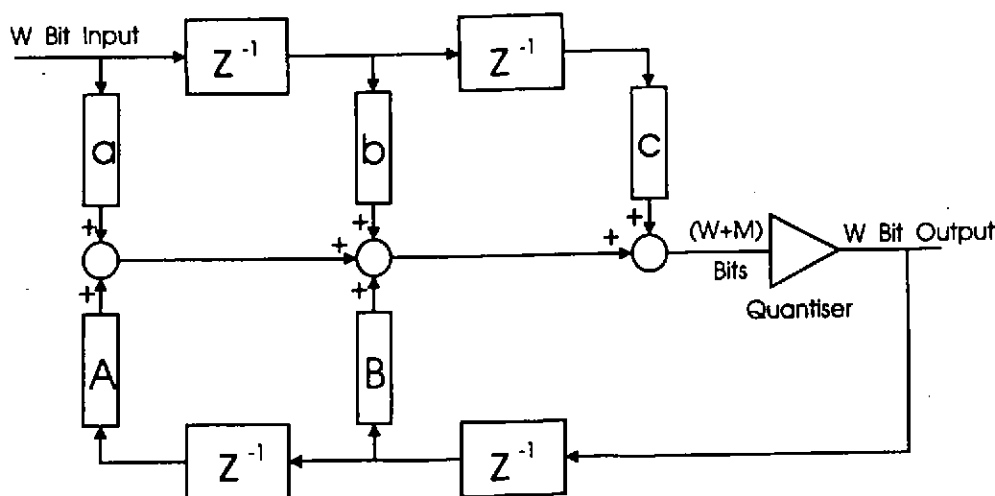 W Bit Input
Z⁻¹
Z⁻¹
a
b
c
+
+
+
+
+
(W+M)
Bits
W Bit Output
Quantiser
+
+
A
B
Z⁻¹
Z⁻¹